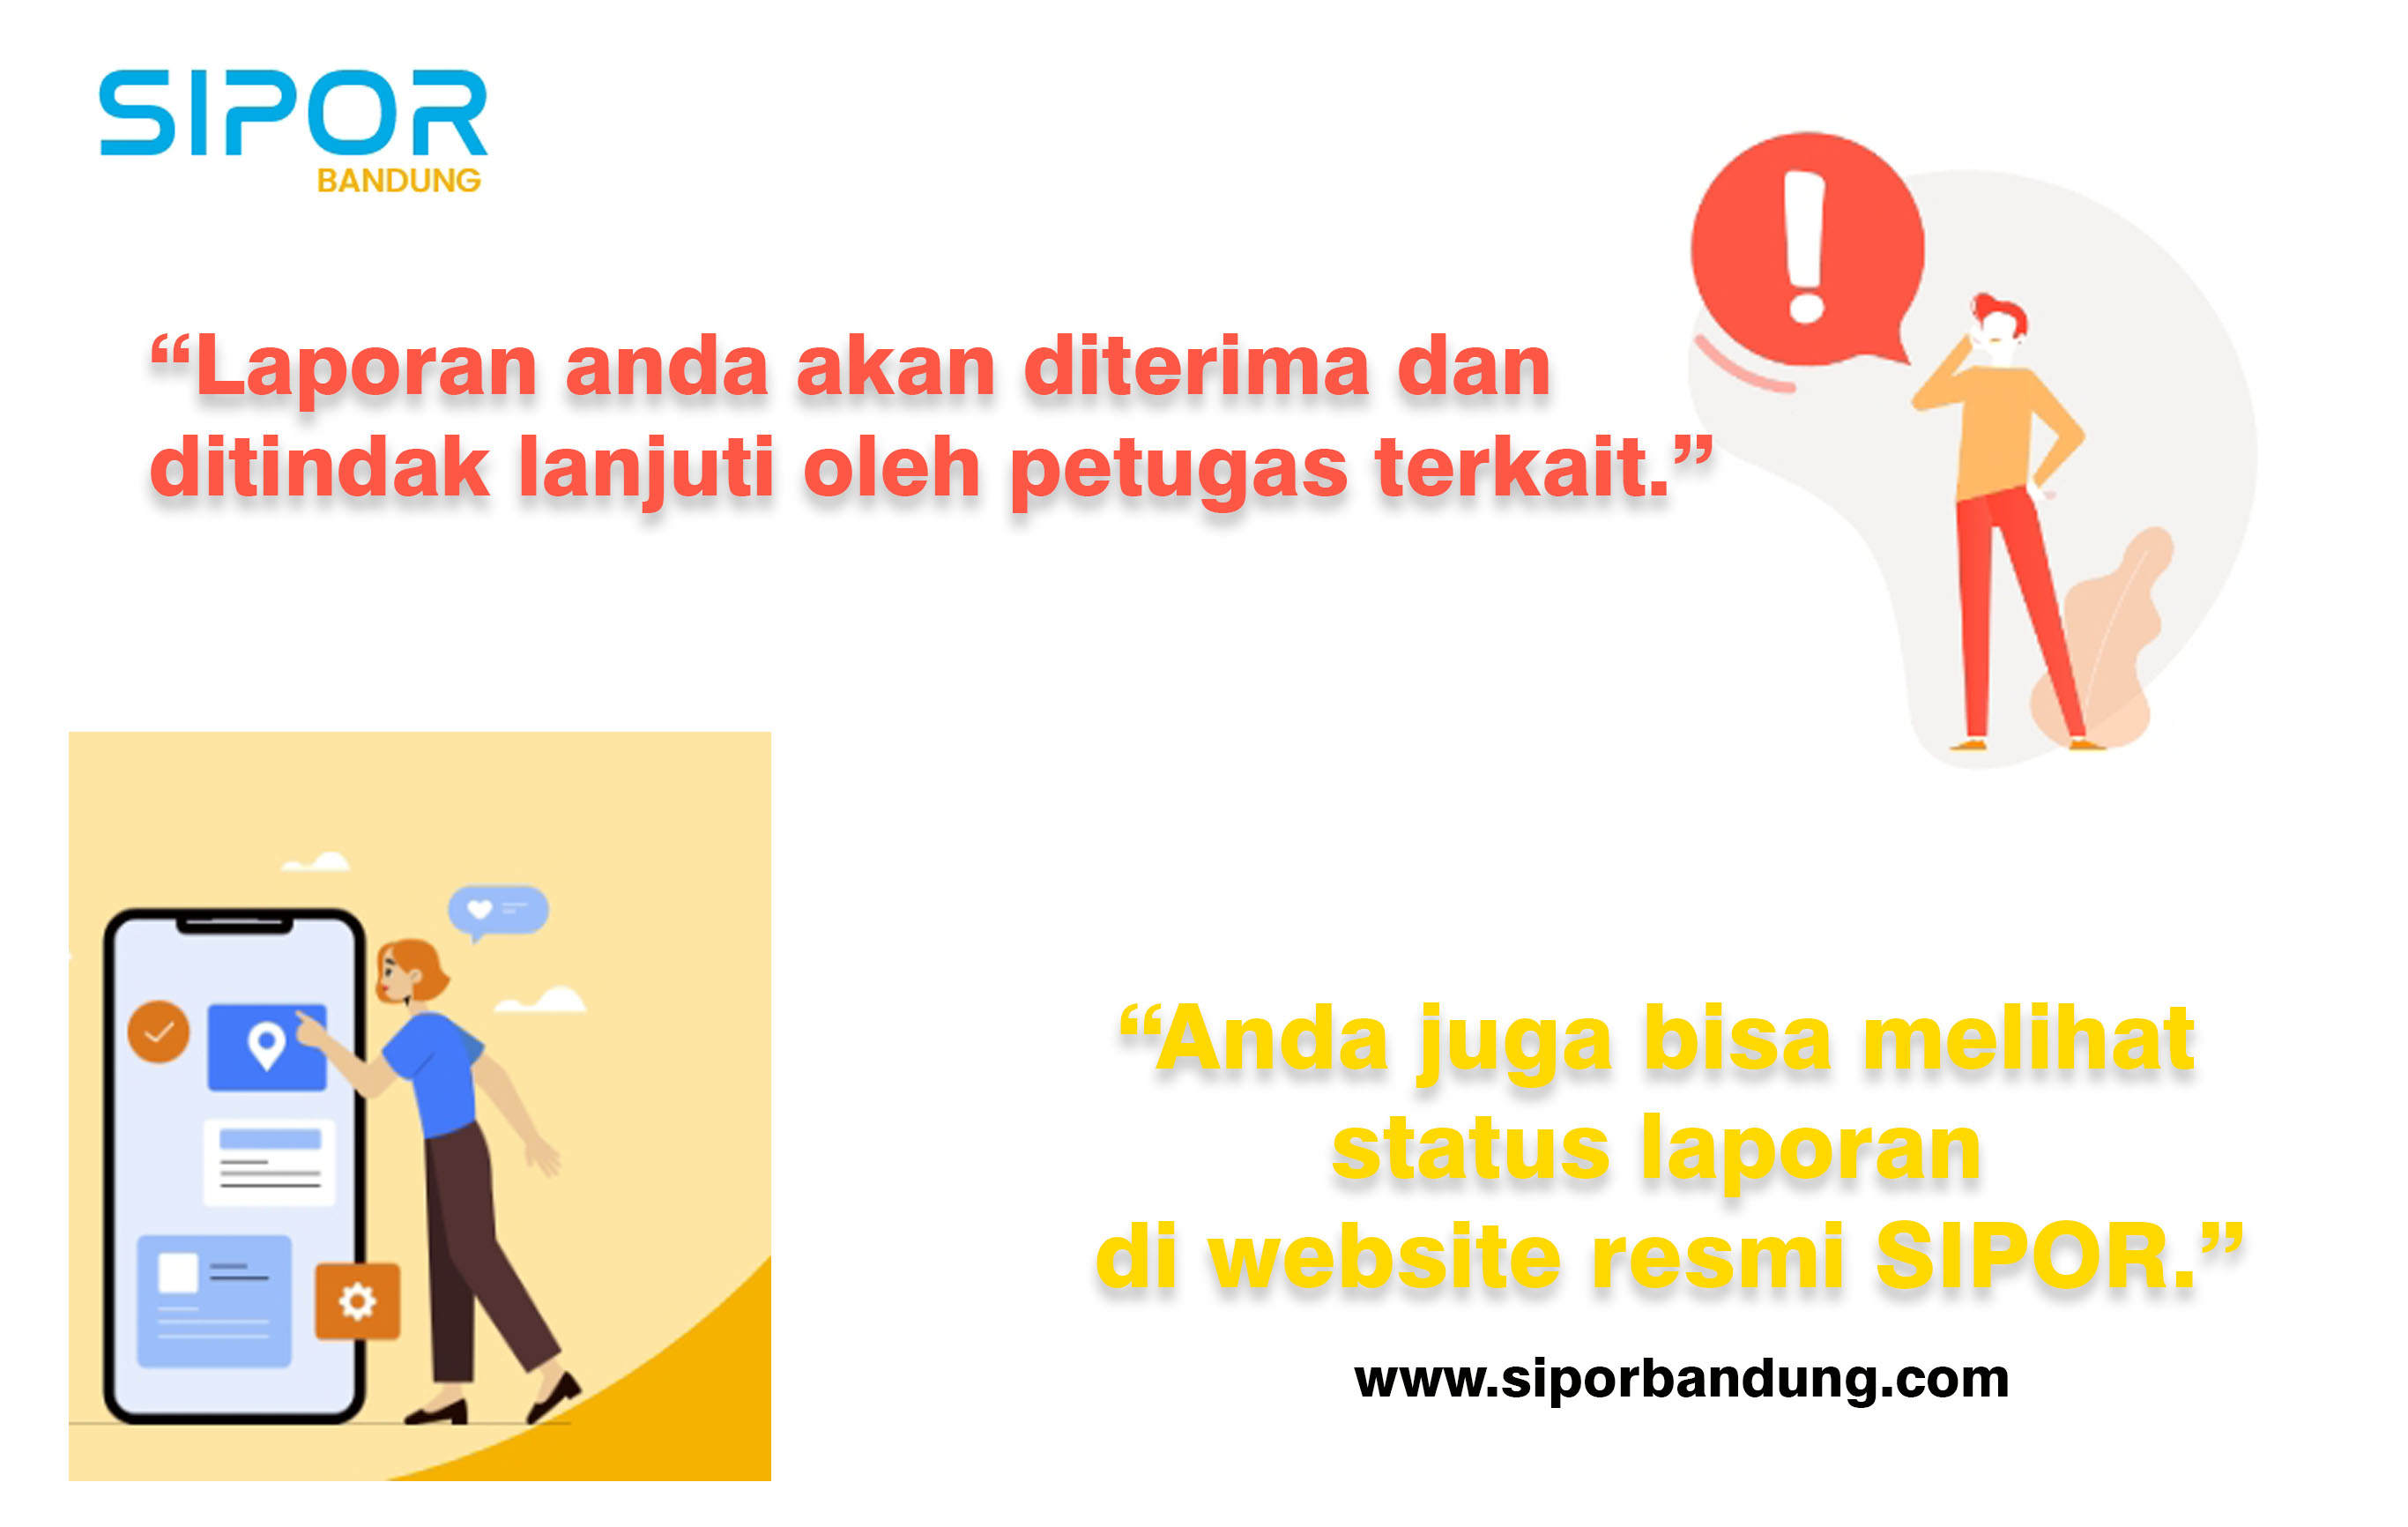 SIPOR
BANDUNG
“Laporan anda akan diterima dan
ditindak lanjuti oleh petugas terkait.”
“Anda juga bisa melihat
status laporan
di website resmi SIPOR.”
www.siporbandung.com